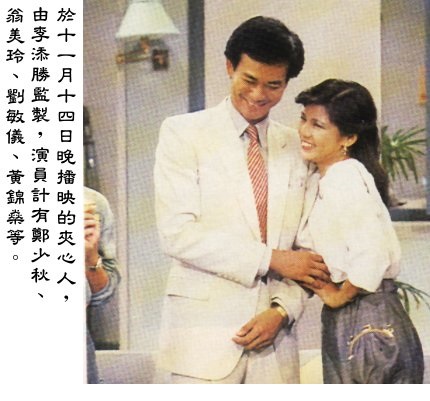 於十一月十四日晚播映的夾心人，
由李添勝監製，演員計有鄭少秋、
翁美玲、劉敏儀、黃錦燊等。